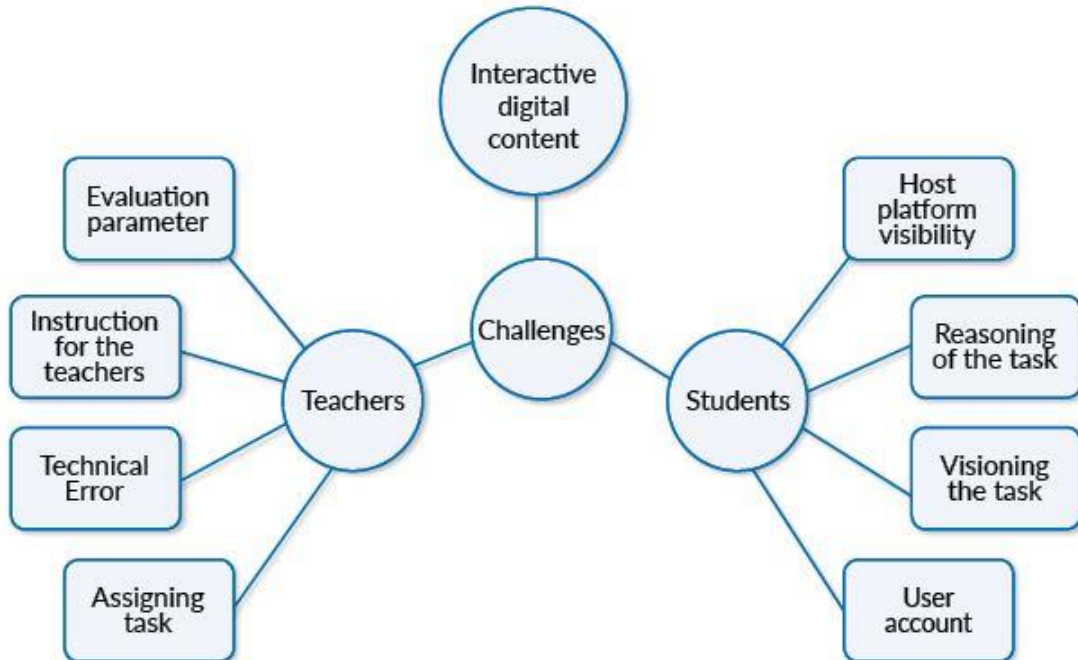 Interactive
digital
content
Challenges
Teachers
Evaluation
parameter
Instruction
for the
teachers
Technical
Error
Assigning
task
Students
Host
platform
visibility
Reasoning
of the task
Visioning
the task
User
account